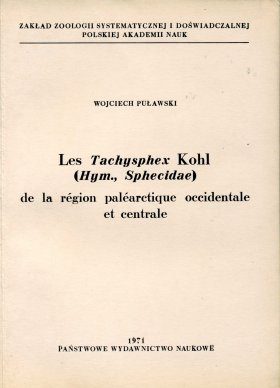 ZAKŁAD ZOOLOGII SYSTEMATYCZNEJ I DOŚWIADCZALNEJ
POLSKIEJ AKADEMII NAUK
WOJCIECH PUŁAWSKI
Les Tachysphex Kohl
(Hym., Sphecidae)
de la région paléarctique occidentale
et centrale
1971
PAŃSTWOWE WYDAWNICTWO NAUKOWE